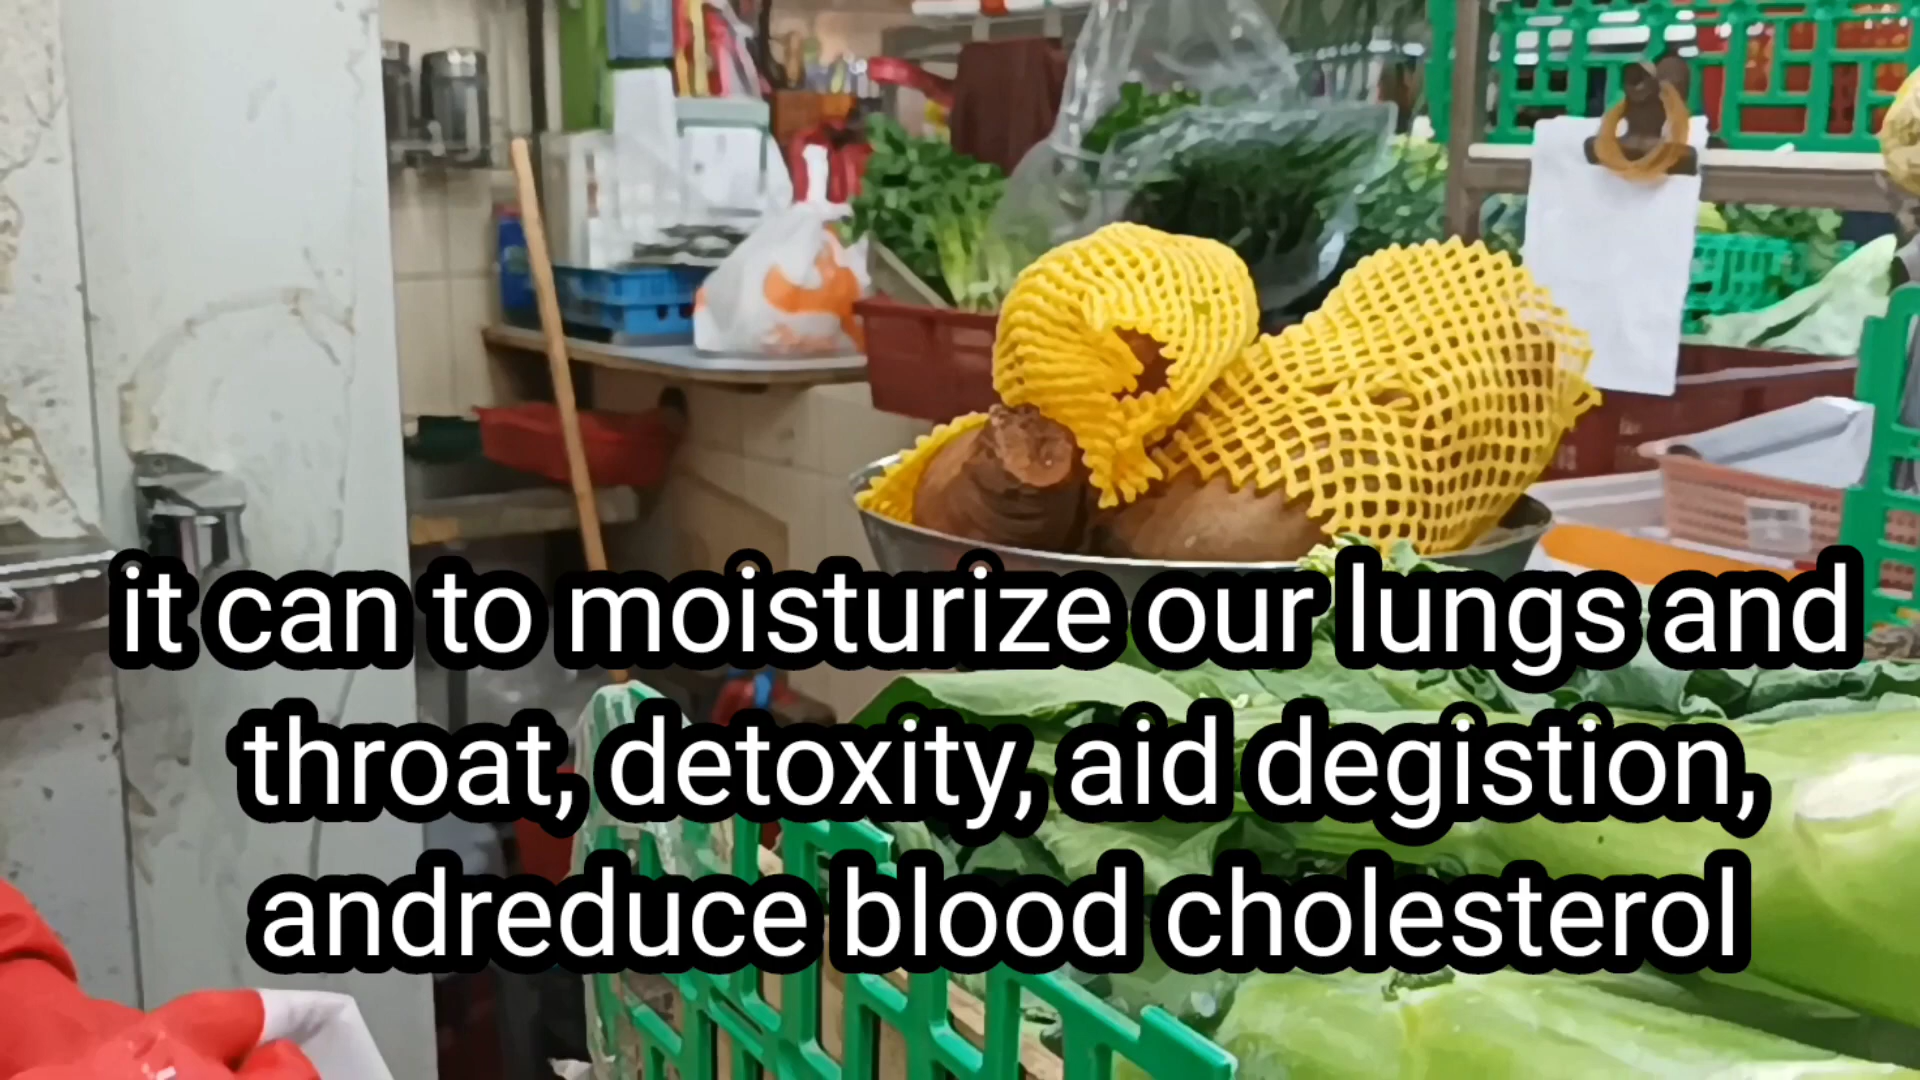 it can to moisturize our lungs and
throat, detoxity, aid degistion,
andreduce blood cholesterol